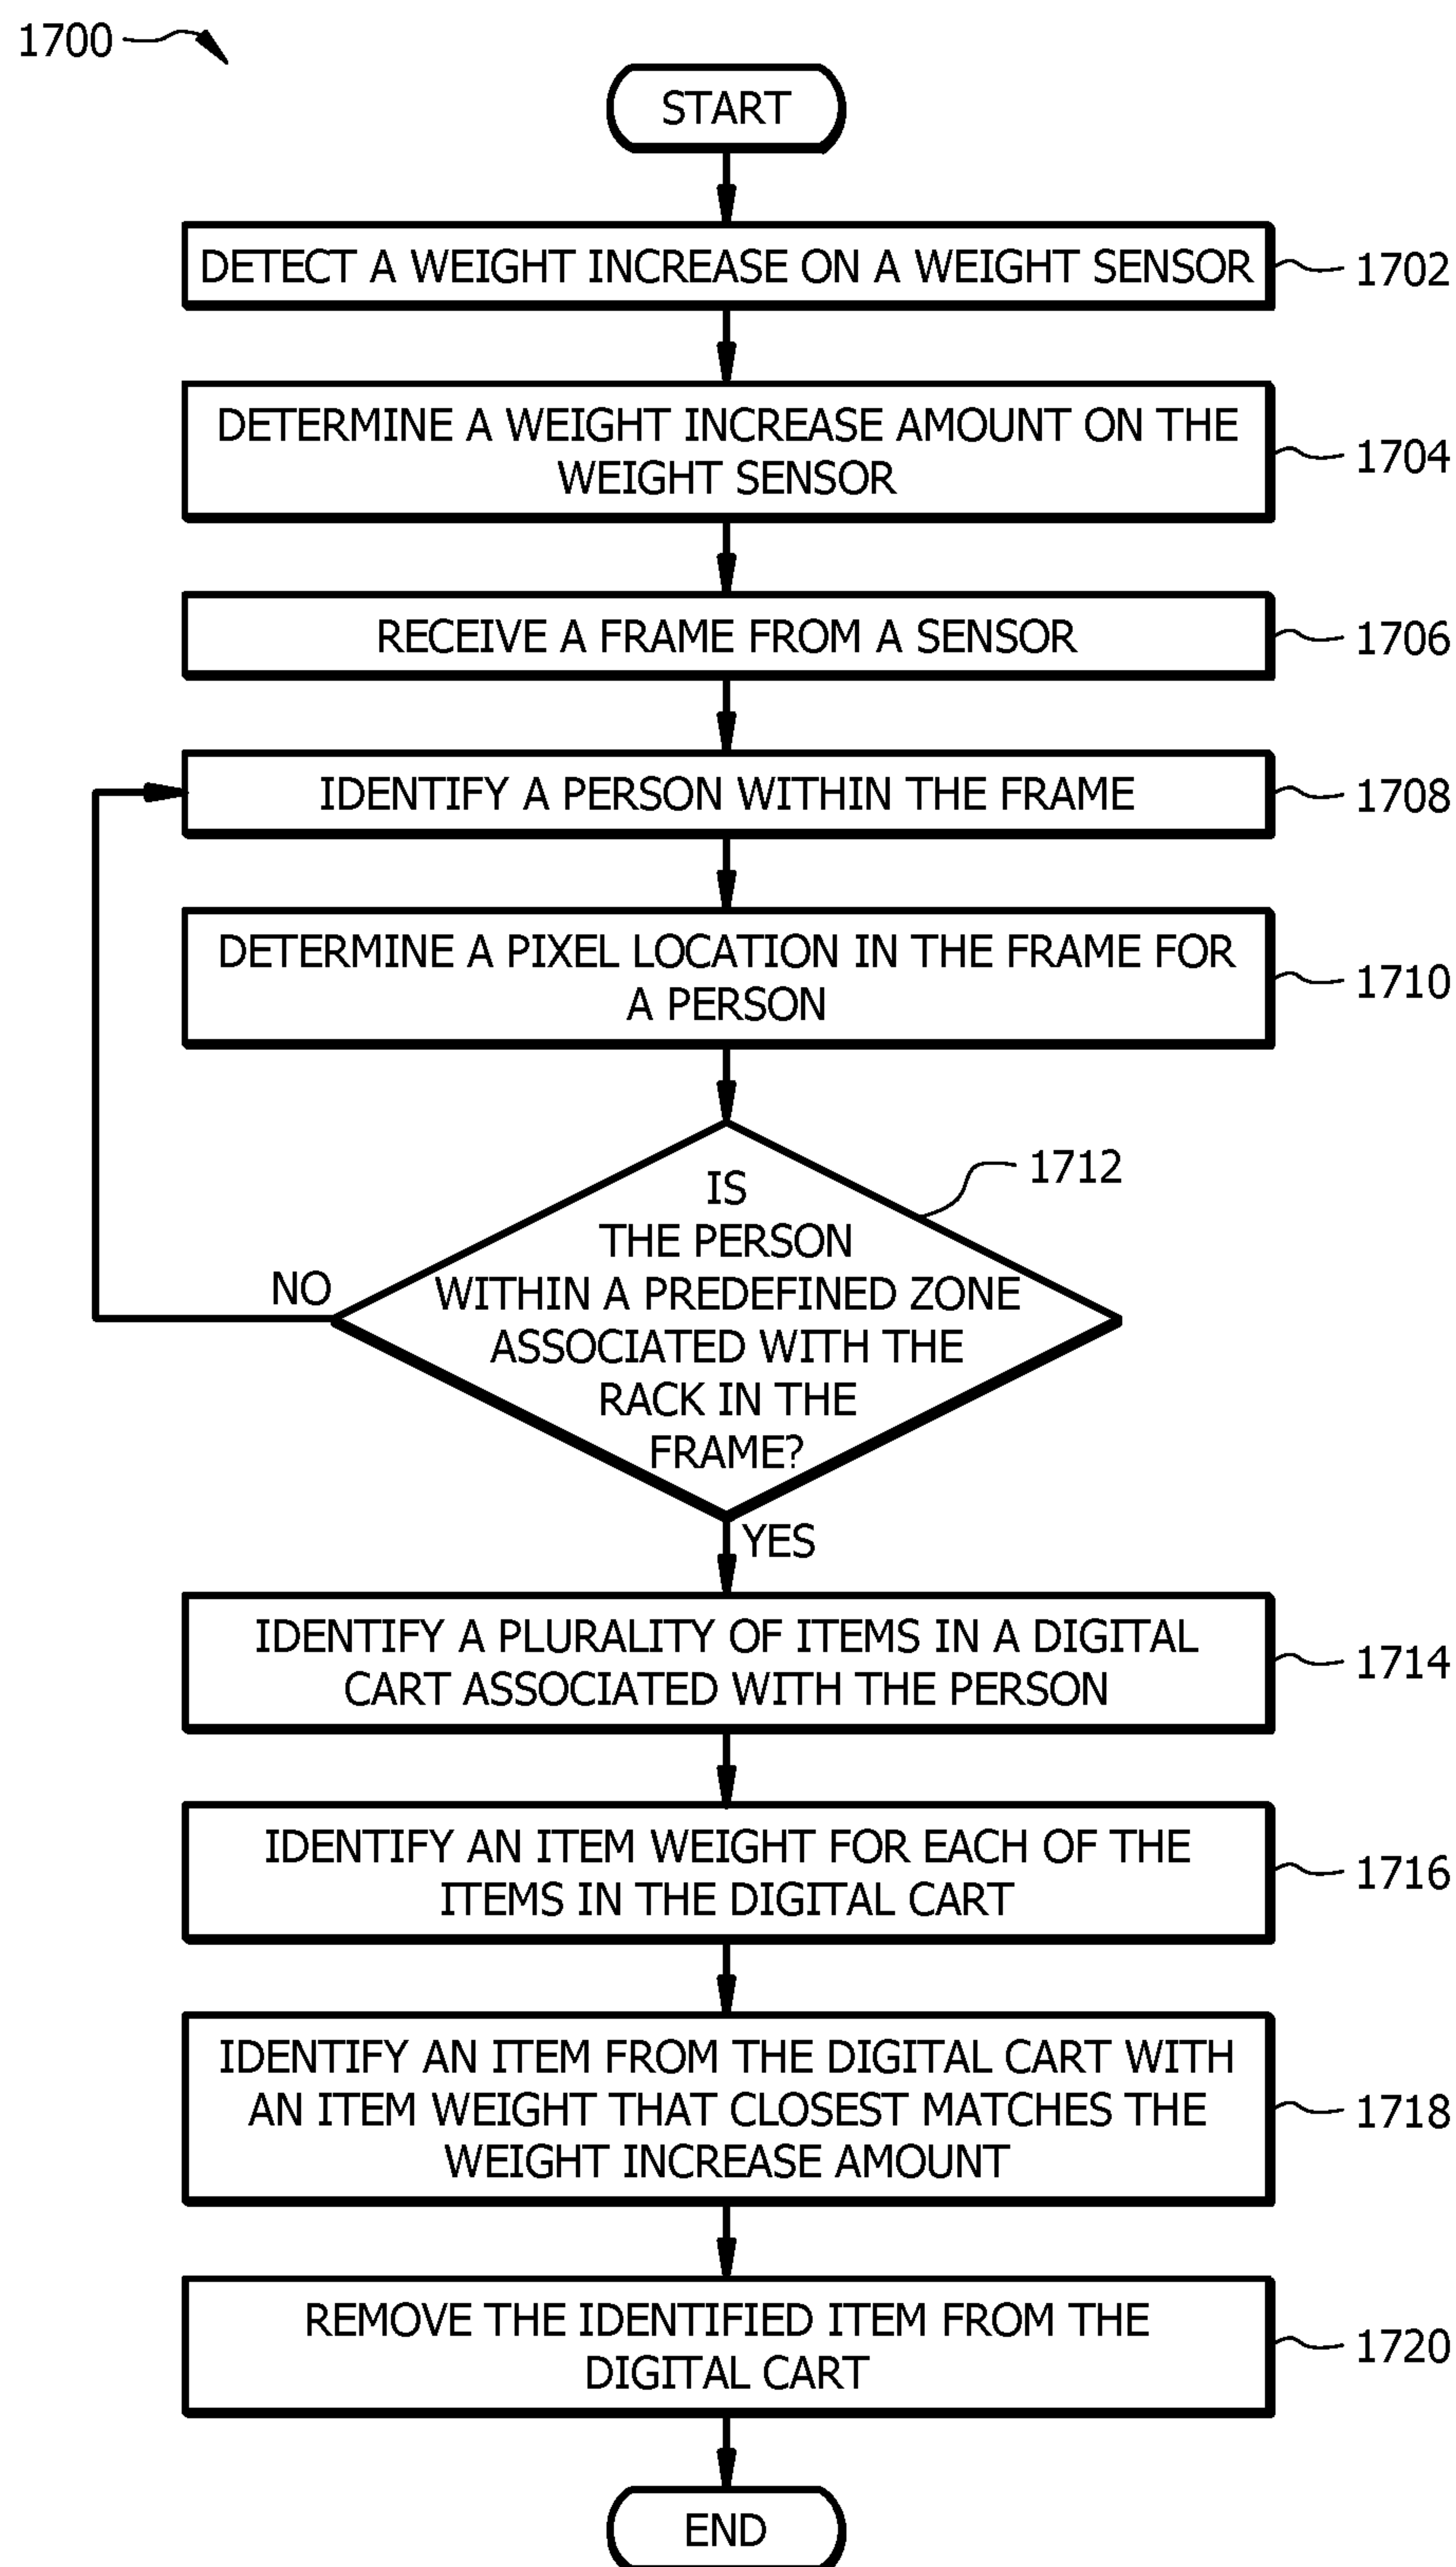 1700
START
DETECT A WEIGHT INCREASE ON A WEIGHT SENSOR
1702
DETERMINE A WEIGHT INCREASE AMOUNT ON THE
WEIGHT SENSOR
1704
RECEIVE A FRAME FROM A SENSOR
1706
IDENTIFY A PERSON WITHIN THE FRAME
1708
DETERMINE A PIXEL LOCATION IN THE FRAME FOR
A PERSON
1710
1712
IS
THE PERSON
WITHIN A PREDEFINED ZONE
ASSOCIATED WITH THE
RACK IN THE
FRAME?
NO
YES
IDENTIFY A PLURALITY OF ITEMS IN A DIGITAL
CART ASSOCIATED WITH THE PERSON
1714
IDENTIFY AN ITEM WEIGHT FOR EACH OF THE
ITEMS IN THE DIGITAL CART
1716
IDENTIFY AN ITEM FROM THE DIGITAL CART WITH
AN ITEM WEIGHT THAT CLOSEST MATCHES THE
WEIGHT INCREASE AMOUNT
1718
REMOVE THE IDENTIFIED ITEM FROM THE
DIGITAL CART
1720
END